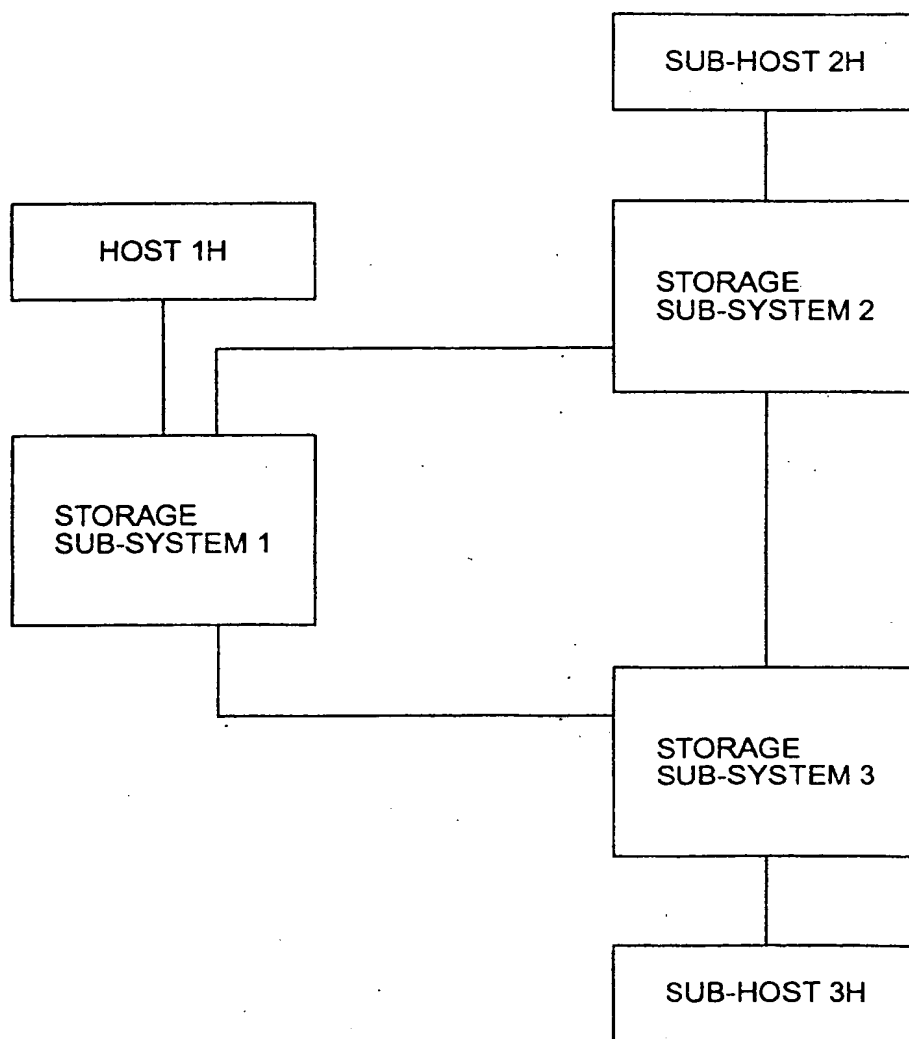 SUB-HOST 2H
HOST 1H
STORAGE
SUB-SYSTEM 2
STORAGE
SUB-SYSTEM 1
STORAGE
SUB-SYSTEM 3
SUB-HOST 3H